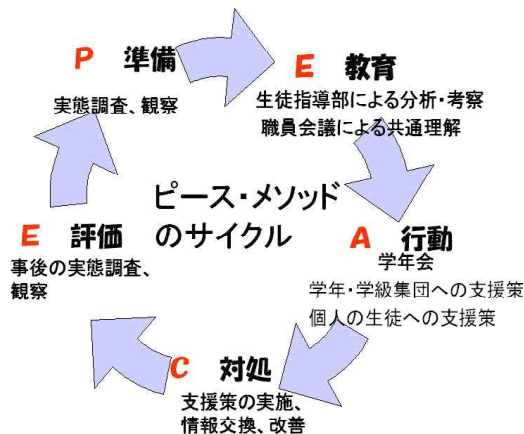 P 準備
実態調査、観察
E 教育
生徒指導部による分析・考察
職員会議による共通理解
ピース・メソッド
のサイクル
A 行動
学年会
学年・学級集団への支援策
個人の生徒への支援策
C 対処
支援策の実施、
情報交換、改善
E 評価
事後の実態調査、
観察